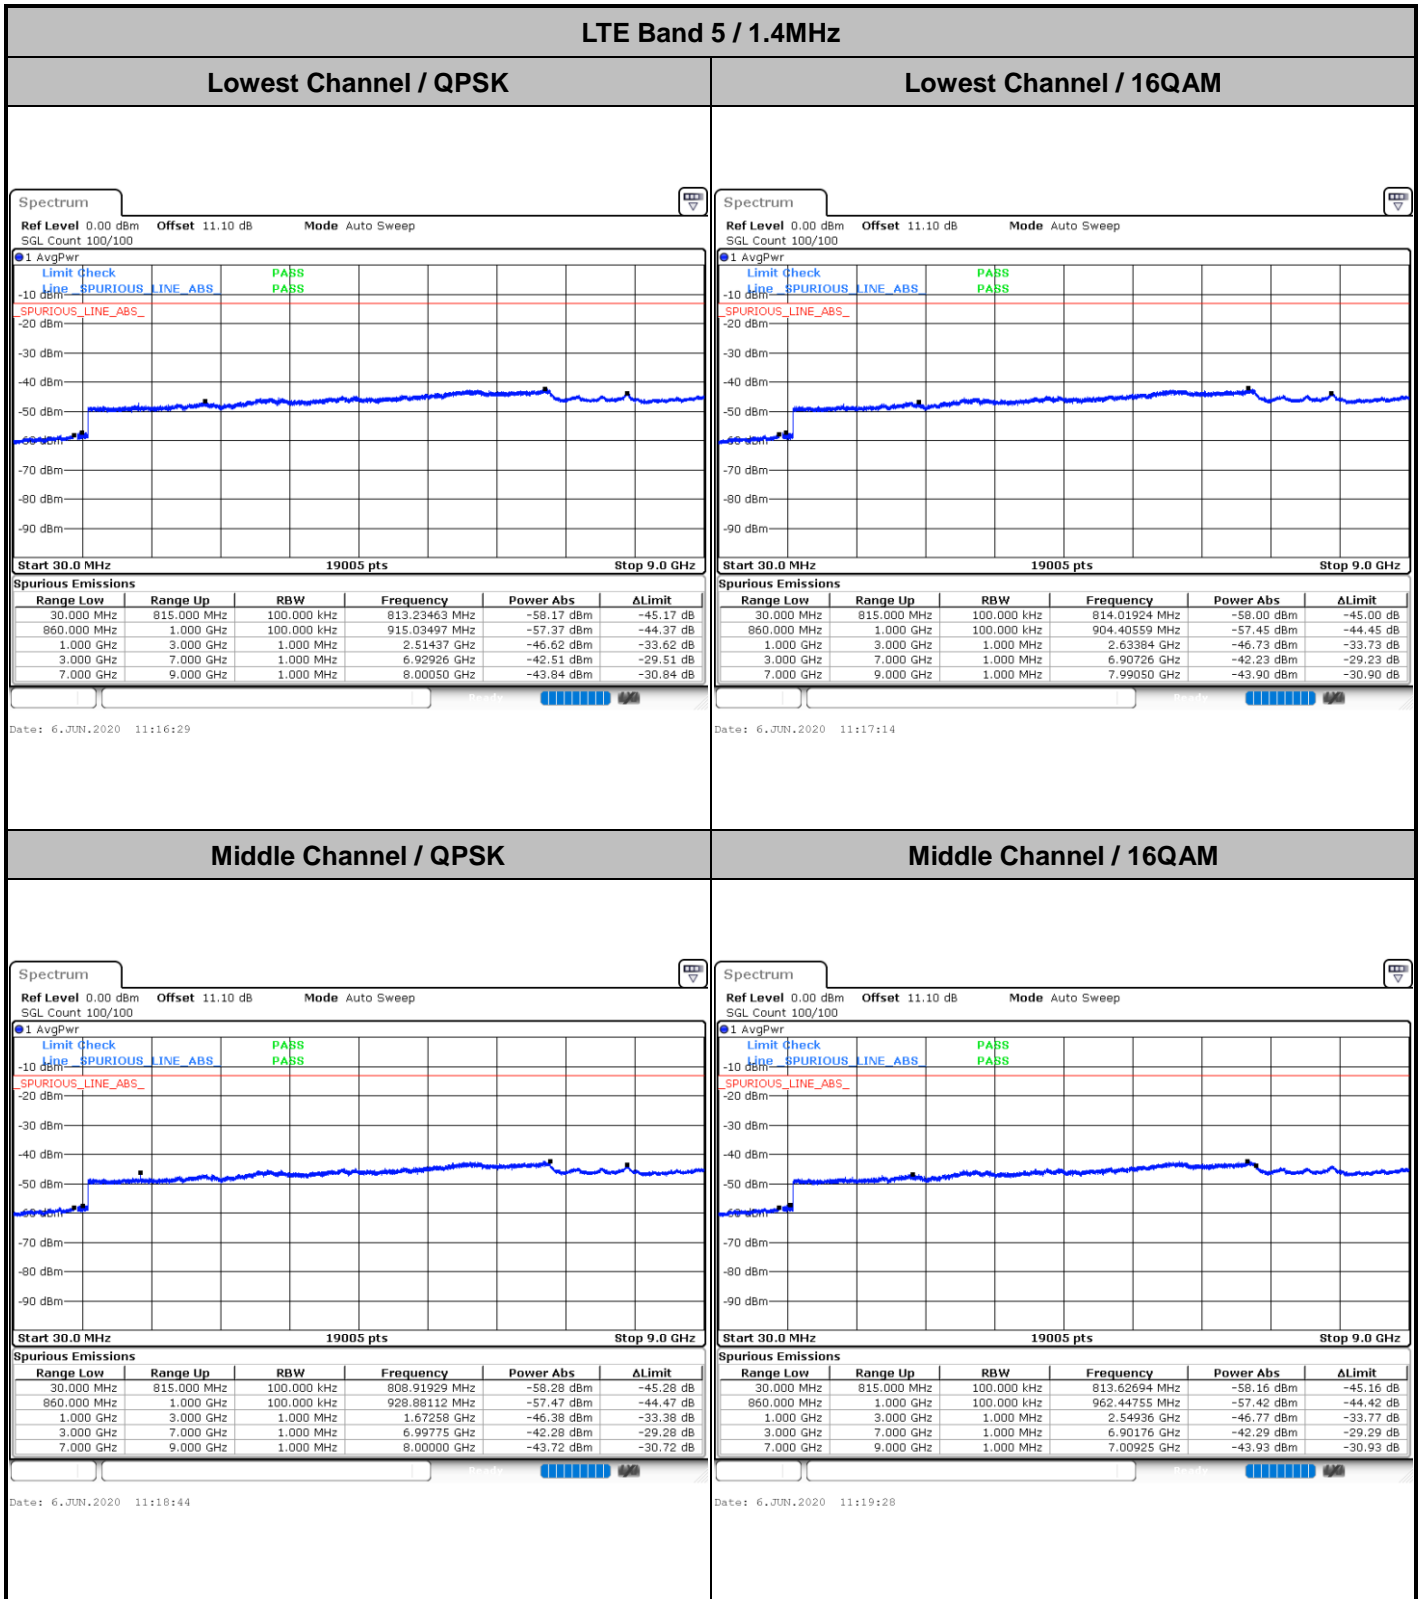 LTE Band 5 / 1.4MHz
Lowest Channel / QPSK
Lowest Channel / 16QAM
Spectrum
Ref Level 0.00 dBm Offset 11.10 dB Mode Auto Sweep
SGL Count 100/100
1 AvgPwr
Limit Check PASS
Line _SPURIOUS_LINE_ABS_ PASS
-10 dBm
_SPURIOUS_LINE_ABS_
-20 dBm
-30 dBm
-40 dBm
-50 dBm
-60 dBm
-70 dBm
-80 dBm
-90 dBm
Start 30.0 MHz 19005 pts Stop 9.0 GHz
Spurious Emissions
Range Low Range Up RBW Frequency Power Abs ΔLimit
30.000 MHz 815.000 MHz 100.000 kHz 813.23463 MHz -58.17 dBm -45.17 dB
860.000 MHz 1.000 GHz 100.000 kHz 915.03497 MHz -57.37 dBm -44.37 dB
1.000 GHz 3.000 GHz 1.000 MHz 2.51437 GHz -46.62 dBm -33.62 dB
3.000 GHz 7.000 GHz 1.000 MHz 6.92926 GHz -42.51 dBm -29.51 dB
7.000 GHz 9.000 GHz 1.000 MHz 8.00050 GHz -43.84 dBm -30.84 dB
Date: 6.JUN.2020 11:16:29
Spectrum
Ref Level 0.00 dBm Offset 11.10 dB Mode Auto Sweep
SGL Count 100/100
1 AvgPwr
Limit Check PASS
Line _SPURIOUS_LINE_ABS_ PASS
-10 dBm
_SPURIOUS_LINE_ABS_
-20 dBm
-30 dBm
-40 dBm
-50 dBm
-60 dBm
-70 dBm
-80 dBm
-90 dBm
Start 30.0 MHz 19005 pts Stop 9.0 GHz
Spurious Emissions
Range Low Range Up RBW Frequency Power Abs ΔLimit
30.000 MHz 815.000 MHz 100.000 kHz 814.01924 MHz -58.00 dBm -45.00 dB
860.000 MHz 1.000 GHz 100.000 kHz 904.40559 MHz -57.45 dBm -44.45 dB
1.000 GHz 3.000 GHz 1.000 MHz 2.63384 GHz -46.73 dBm -33.73 dB
3.000 GHz 7.000 GHz 1.000 MHz 6.90726 GHz -42.23 dBm -29.23 dB
7.000 GHz 9.000 GHz 1.000 MHz 7.99050 GHz -43.90 dBm -30.90 dB
Date: 6.JUN.2020 11:17:14
Middle Channel / QPSK
Middle Channel / 16QAM
Spectrum
Ref Level 0.00 dBm Offset 11.10 dB Mode Auto Sweep
SGL Count 100/100
1 AvgPwr
Limit Check PASS
Line _SPURIOUS_LINE_ABS_ PASS
-10 dBm
_SPURIOUS_LINE_ABS_
-20 dBm
-30 dBm
-40 dBm
-50 dBm
-60 dBm
-70 dBm
-80 dBm
-90 dBm
Start 30.0 MHz 19005 pts Stop 9.0 GHz
Spurious Emissions
Range Low Range Up RBW Frequency Power Abs ΔLimit
30.000 MHz 815.000 MHz 100.000 kHz 808.91929 MHz -58.28 dBm -45.28 dB
860.000 MHz 1.000 GHz 100.000 kHz 928.88112 MHz -57.47 dBm -44.47 dB
1.000 GHz 3.000 GHz 1.000 MHz 1.67258 GHz -46.38 dBm -33.38 dB
3.000 GHz 7.000 GHz 1.000 MHz 6.99775 GHz -42.28 dBm -29.28 dB
7.000 GHz 9.000 GHz 1.000 MHz 8.00000 GHz -43.72 dBm -30.72 dB
Date: 6.JUN.2020 11:18:44
Spectrum
Ref Level 0.00 dBm Offset 11.10 dB Mode Auto Sweep
SGL Count 100/100
1 AvgPwr
Limit Check PASS
Line _SPURIOUS_LINE_ABS_ PASS
-10 dBm
_SPURIOUS_LINE_ABS_
-20 dBm
-30 dBm
-40 dBm
-50 dBm
-60 dBm
-70 dBm
-80 dBm
-90 dBm
Start 30.0 MHz 19005 pts Stop 9.0 GHz
Spurious Emissions
Range Low Range Up RBW Frequency Power Abs ΔLimit
30.000 MHz 815.000 MHz 100.000 kHz 813.62694 MHz -58.16 dBm -45.16 dB
860.000 MHz 1.000 GHz 100.000 kHz 962.44755 MHz -57.42 dBm -44.42 dB
1.000 GHz 3.000 GHz 1.000 MHz 2.54936 GHz -46.77 dBm -33.77 dB
3.000 GHz 7.000 GHz 1.000 MHz 6.90176 GHz -42.29 dBm -29.29 dB
7.000 GHz 9.000 GHz 1.000 MHz 7.00925 GHz -43.93 dBm -30.93 dB
Date: 6.JUN.2020 11:19:28